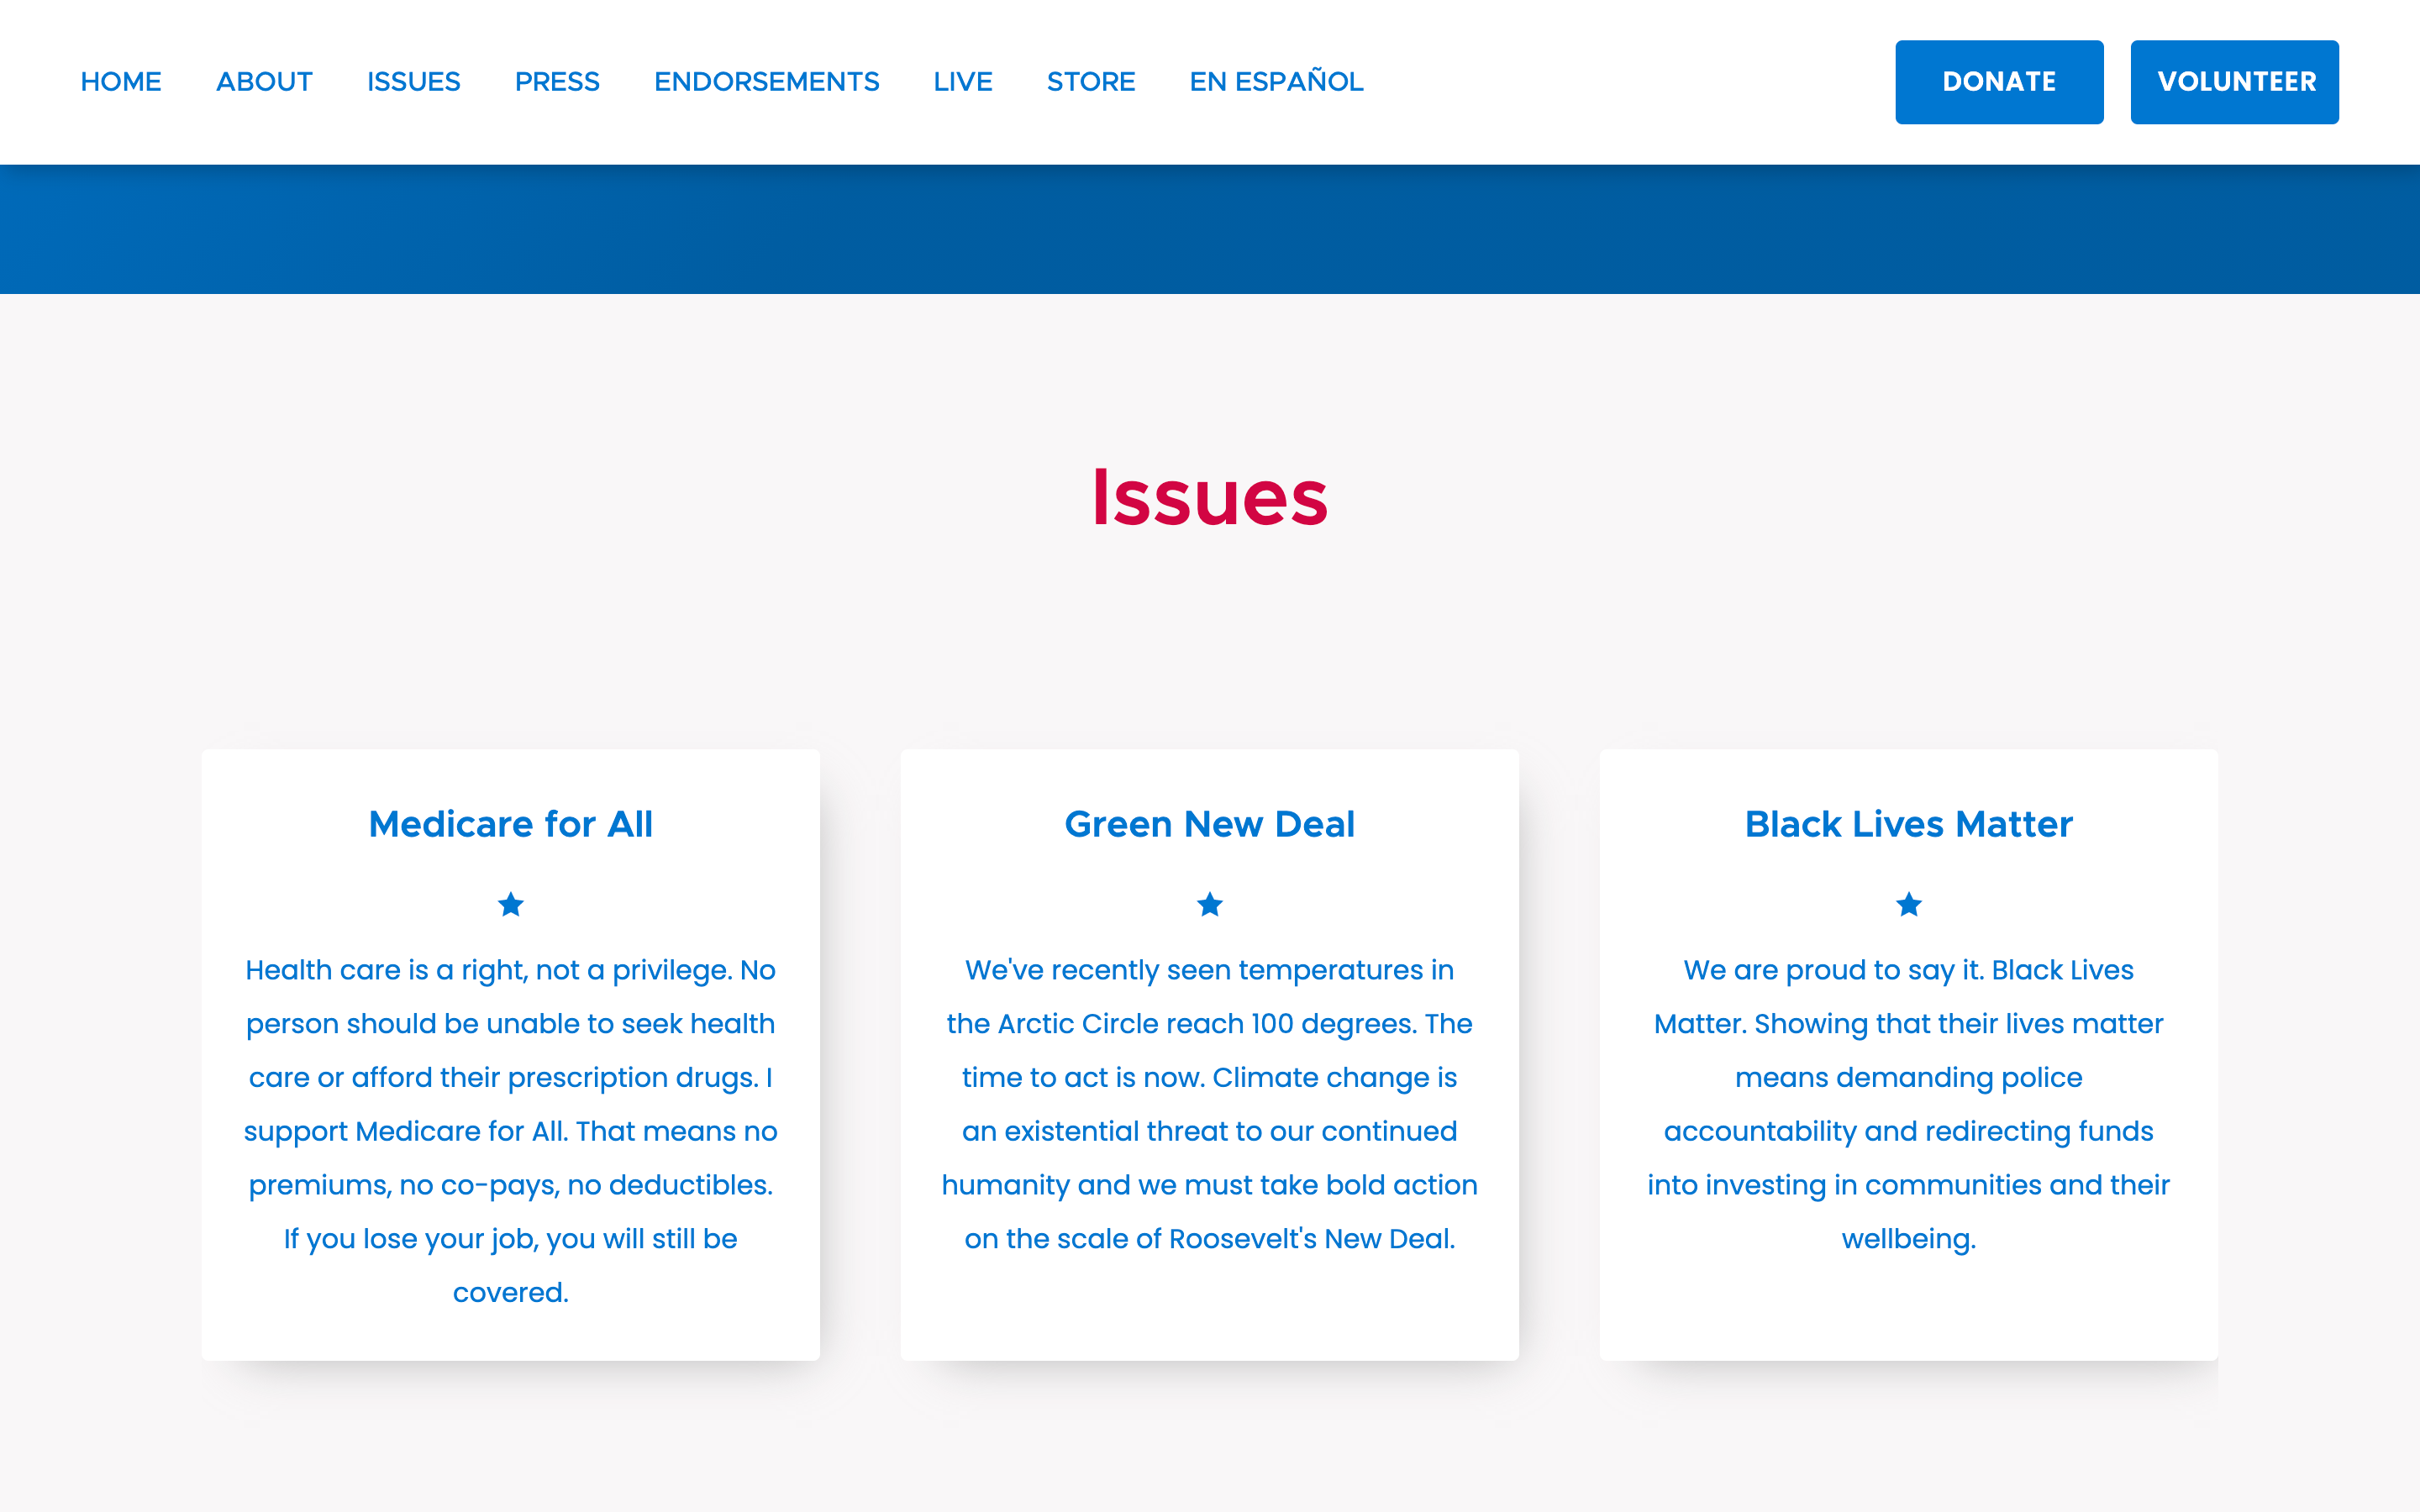 HOME ABOUT ISSUES PRESS ENDORSEMENTS LIVE STORE EN ESPAÑOL DONATE VOLUNTEER
Issues
Medicare for All
Health care is a right, not a privilege. No
person should be unable to seek health
care or afford their prescription drugs. I
support Medicare for All. That means no
premiums, no co-pays, no deductibles.
If you lose your job, you will still be
covered.
Green New Deal
We've recently seen temperatures in
the Arctic Circle reach 100 degrees. The
time to act is now. Climate change is
an existential threat to our continued
humanity and we must take bold action
on the scale of Roosevelt's New Deal.
Black Lives Matter
We are proud to say it. Black Lives
Matter. Showing that their lives matter
means demanding police
accountability and redirecting funds
into investing in communities and their
wellbeing.